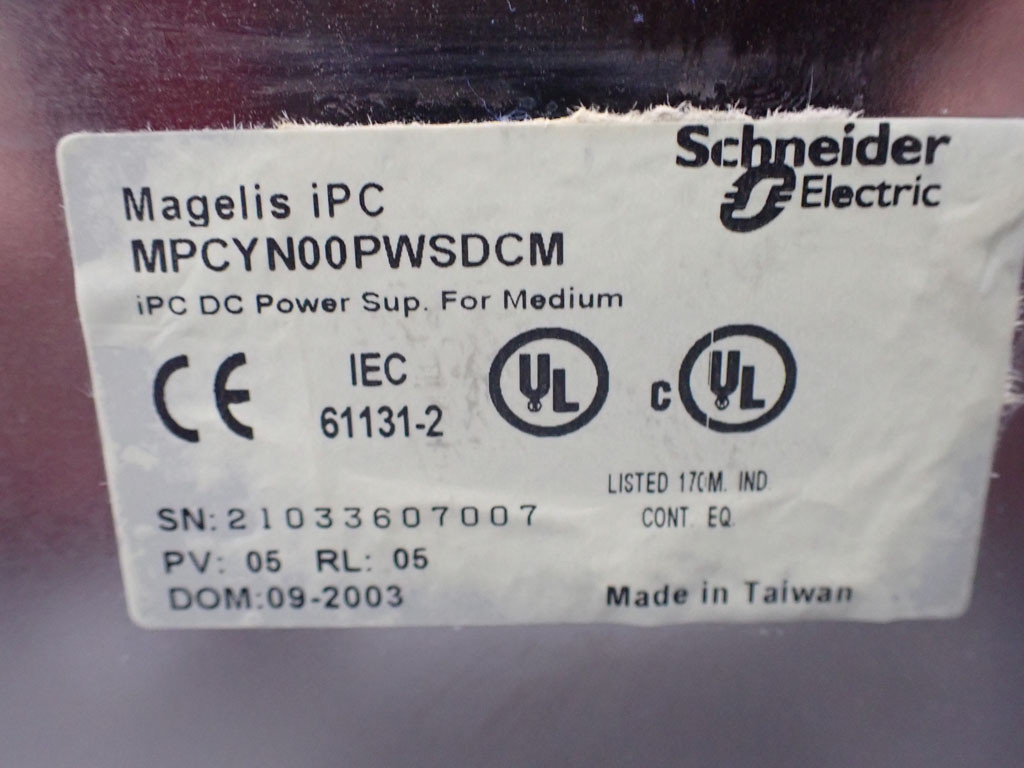 Schneider
Electric
Magelis iPC
MPCYN00PWSDCM
iPC DC Power Sup. For Medium
CE
IEC
61131-2
UL
c UL
LISTED 170M. IND.
CONT. EQ.
SN:21033607007
PV: 05 RL: 05
DOM:09-2003
Made in Taiwan